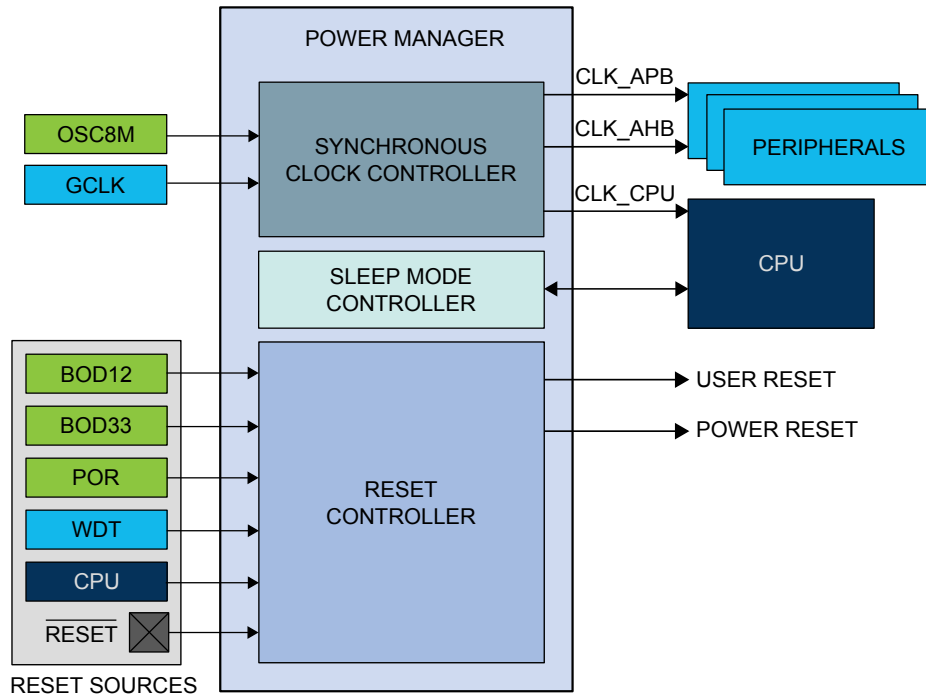 POWER MANAGER
OSC8M
GCLK
SYNCHRONOUS
CLOCK CONTROLLER
CLK_APB
CLK_AHB
CLK_CPU
PERIPHERALS
CPU
SLEEP MODE
CONTROLLER
BOD12
BOD33
POR
WDT
CPU
RESET
RESET SOURCES
RESET
CONTROLLER
USER RESET
POWER RESET